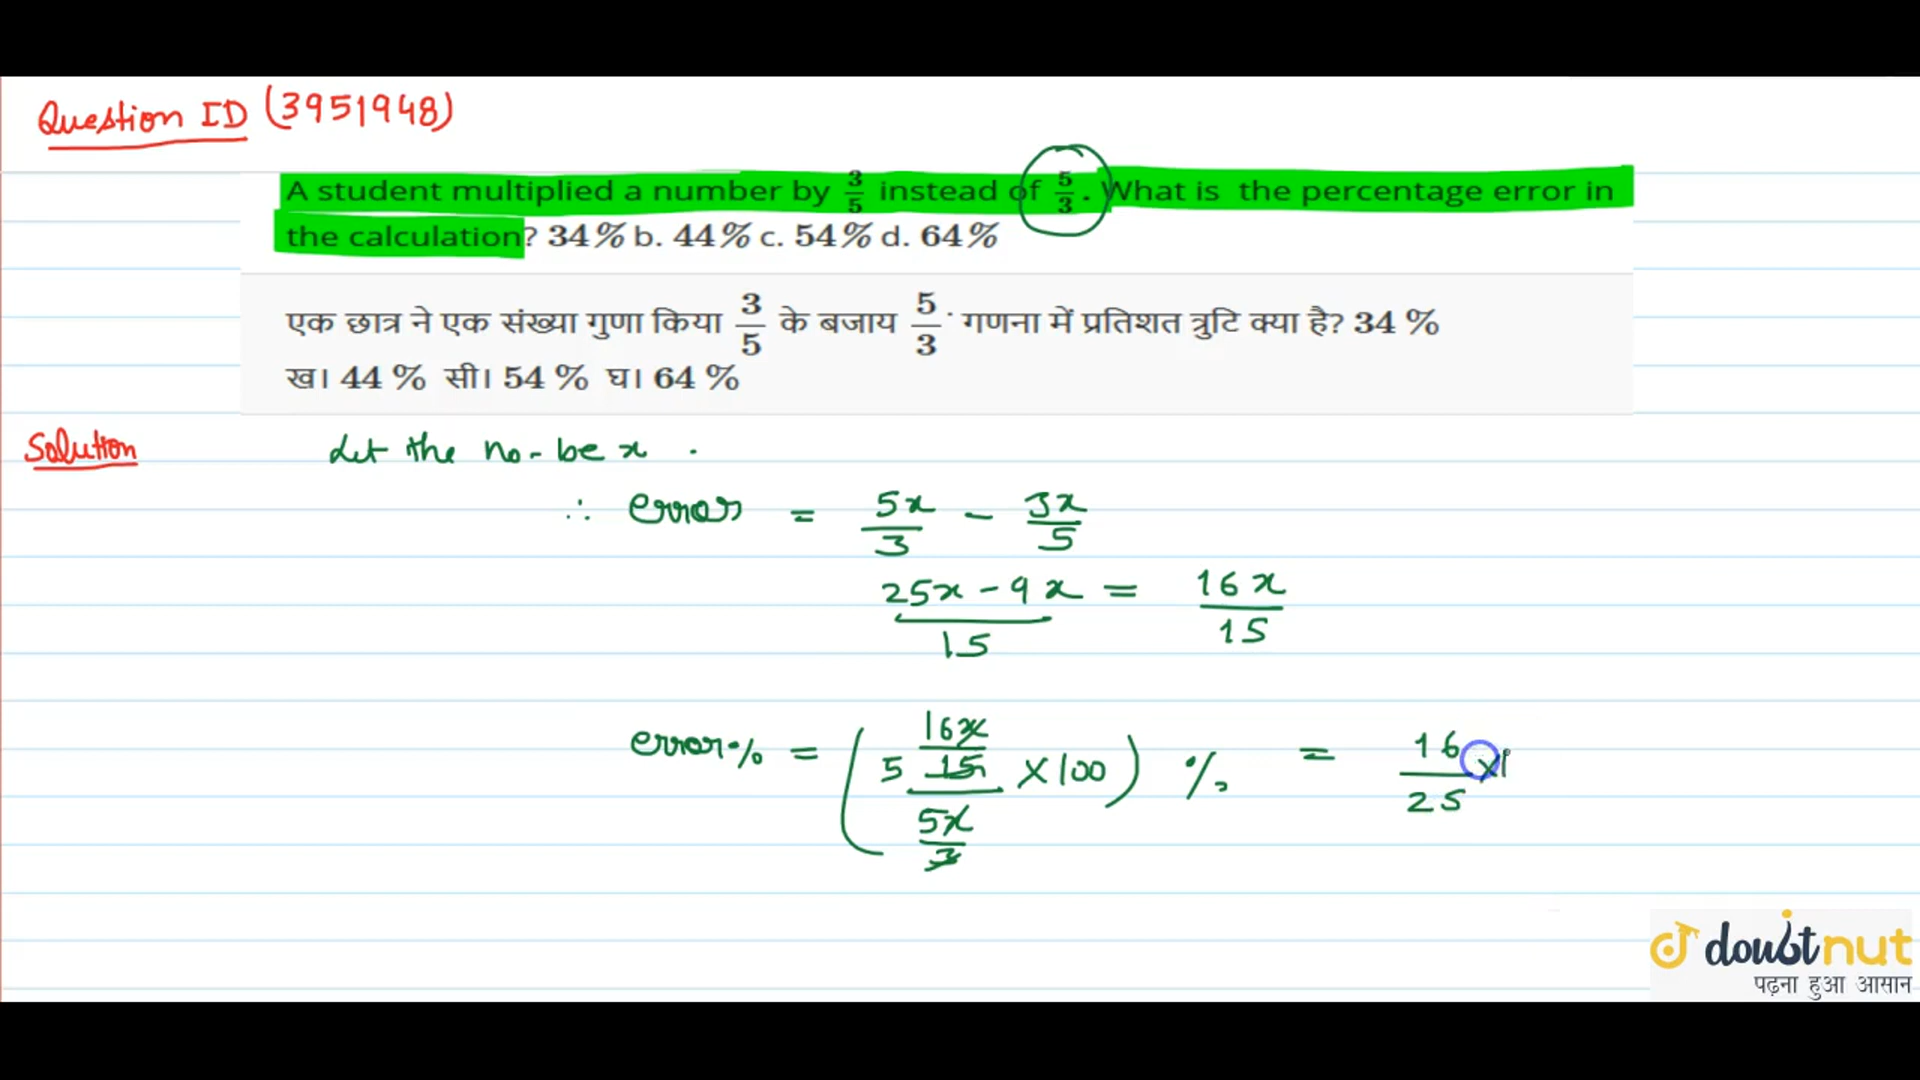 Question ID (3951948)
A student multiplied a number by 3/5 instead of 5/3. What is the percentage error in
the calculation? 34% b. 44% c. 54% d. 64%
एक छात्र ने एक संख्या गुणा किया 3/5 के बजाय 5/3. गणना में प्रतिशत त्रुटि क्या है? 34 %
ख। 44 % सी। 54 % घ। 64 %
Solution Let the no- be x .
∴ error = 5x/3 - 3x/5
25x - 9x/15 = 16x/15
error% = ( 5 16x/15 / 5x/3 ×100 ) % = 16/25 ×1
doubtnut
पढ़ना हुआ आसान